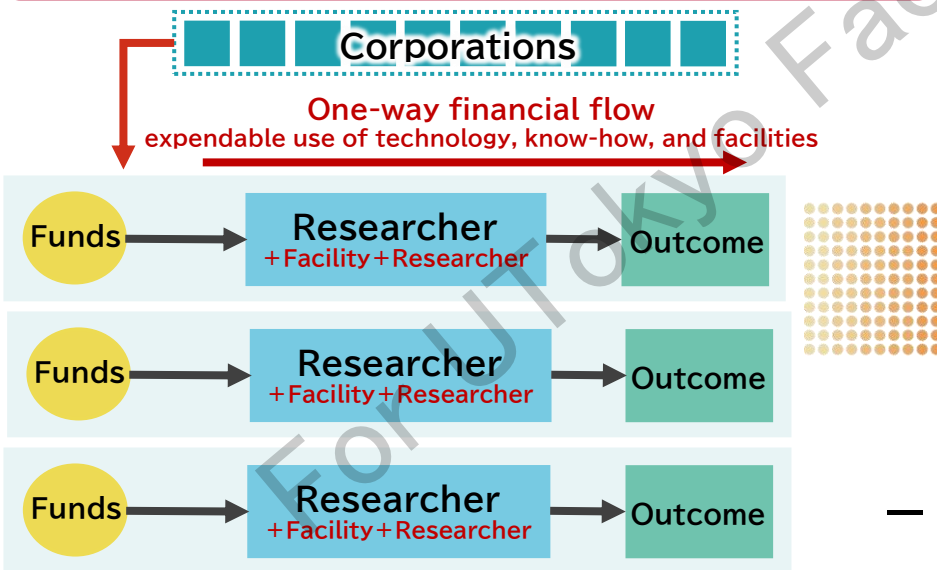 Corporations
One-way financial flow
expendable use of technology, know-how, and facilities
Funds
Researcher
+Facility+Researcher
Outcome
Funds
Researcher
+Facility+Researcher
Outcome
Funds
Researcher
+Facility+Researcher
Outcome
For UTokyo Fac